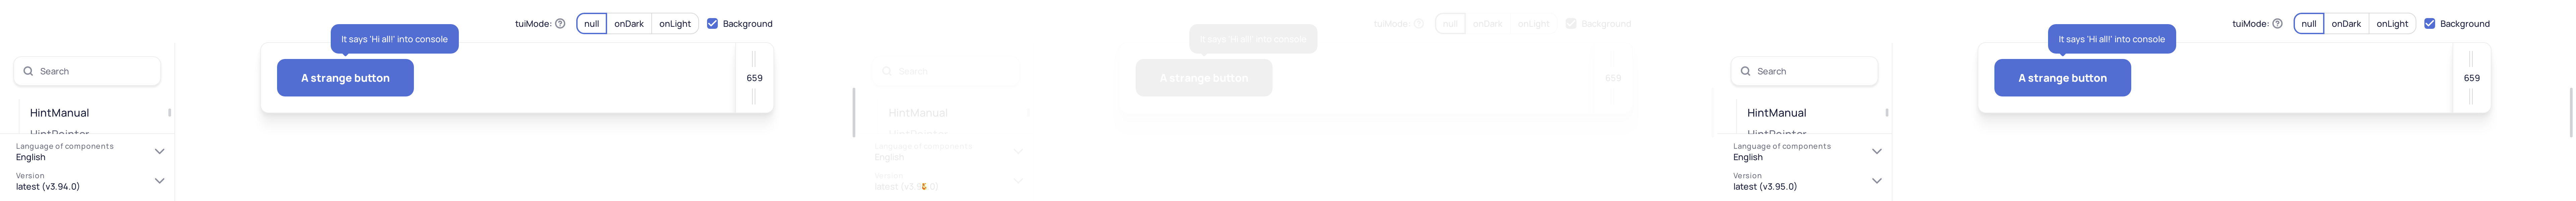 tuiMode: null onDark onLight Background
It says 'Hi all!' into console
A strange button
659
Search
HintManual
HintPointer
Language of components
English
Version
latest (v3.94.0)
tuiMode: null onDark onLight Background
It says 'Hi all!' into console
A strange button
659
Search
HintManual
HintPointer
Language of components
English
Version
tuiMode: null onDark onLight Background
It says 'Hi all!' into console
A strange button
659
Search
HintManual
HintPointer
Language of components
English
Version
latest (v3.95.0)